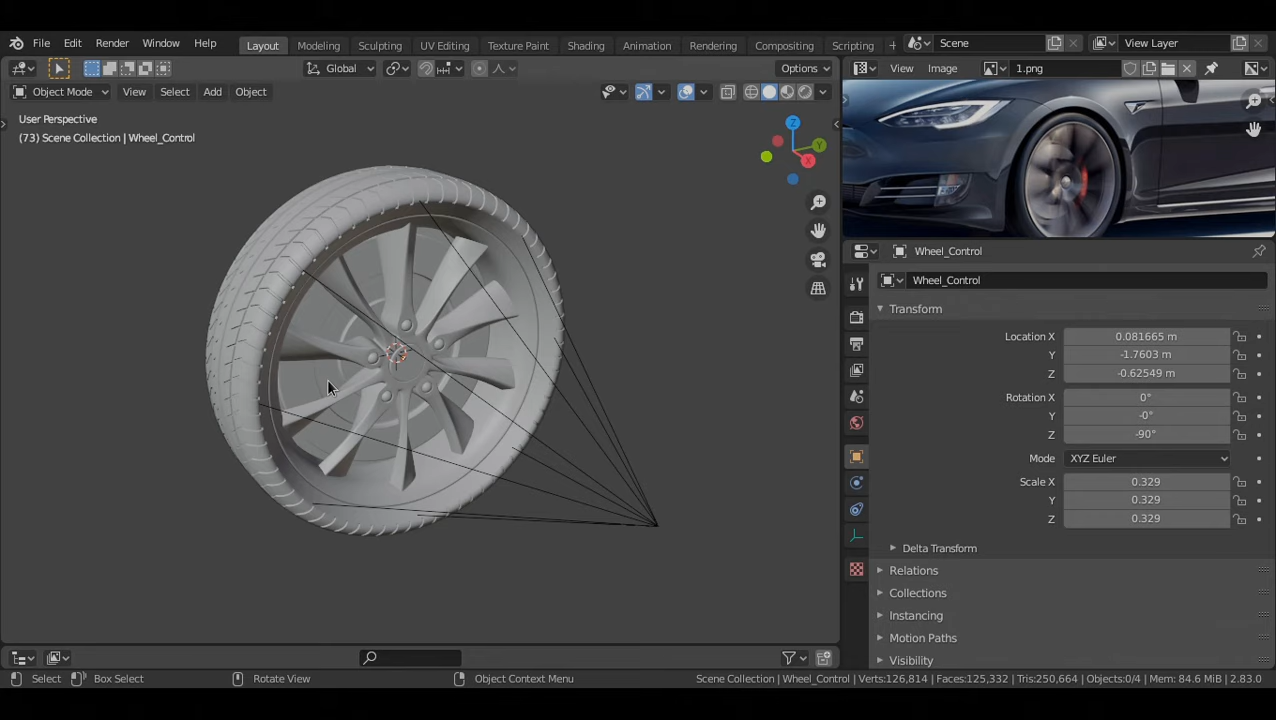 File Edit Render Window Help Layout Modeling Sculpting UV Editing Texture Paint Shading Animation Rendering Compositing Scripting + Scene View Layer
Global Options View Image 1.png
Object Mode View Select Add Object
User Perspective
(73) Scene Collection | Wheel_Control
Z
Y
X
Wheel_Control
Wheel_Control
Transform
Location X 0.081665 m
Y -1.7603 m
Z -0.62549 m
Rotation X 0°
Y -0°
Z -90°
Mode XYZ Euler
Scale X 0.329
Y 0.329
Z 0.329
Delta Transform
Relations
Collections
Instancing
Motion Paths
Visibility
Select Box Select Rotate View Object Context Menu Scene Collection | Wheel_Control | Verts:126,814 | Faces:125,332 | Tris:250,664 | Objects:0/4 | Mem: 84.6 MiB | 2.83.0